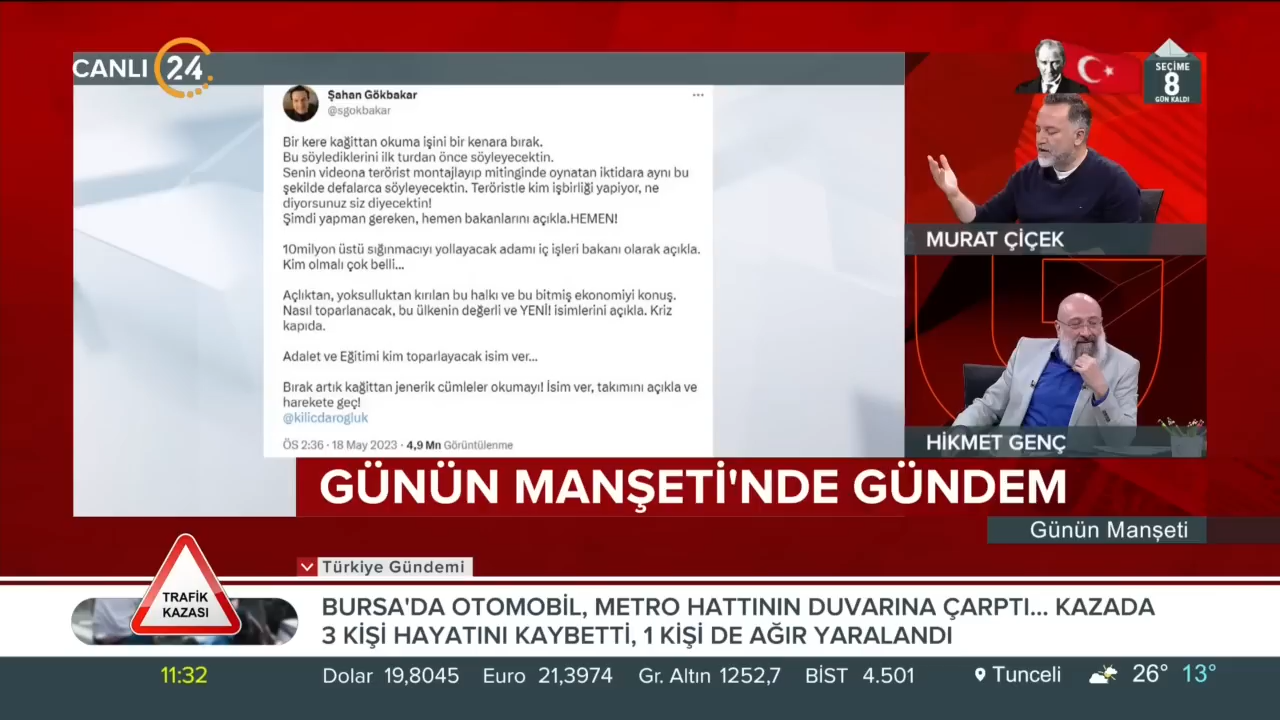 CANLI 24
Şahan Gökbakar
@sgokbakar
Bir kere kağıttan okuma işini bir kenara bırak.
Bu söylediklerini ilk turdan önce söyleyecektin.
Senin videona terörist montajlayıp mitinginde oynatan iktidara aynı bu
şekilde defalarca söyleyecektin. Teröristle kim işbirliği yapiyor, ne
diyorsunuz siz diyecektin!
Şimdi yapman gereken, hemen bakanlarını açıkla.HEMEN!
10milyon üstü sığınmacıyı yollayacak adamı iç işleri bakanı olarak açıkla.
Kim olmalı çok belli...
Açlıktan, yoksulluktan kırılan bu halkı ve bu bitmiş ekonomiyi konuş.
Nasıl toparlanacak, bu ülkenin değerli ve YENİ! isimlerini açıkla. Kriz
kapıda.
Adalet ve Eğitimi kim toparlayacak isim ver...
Bırak artık kağıttan jenerik cümleler okumayı! İsim ver, takımını açıkla ve
harekete geç!
@kilicdarogluk
ÖS 2:36 · 18 May 2023 · 4,9 Mn Görüntülenme
SEÇİME
8
GÜN KALDI
MURAT ÇİÇEK
HİKMET GENÇ
GÜNÜN MANŞETİ'NDE GÜNDEM
Günün Manşeti
Türkiye Gündemi
TRAFİK
KAZASI
BURSA'DA OTOMOBİL, METRO HATTININ DUVARINA ÇARPTI... KAZADA
3 KİŞİ HAYATINI KAYBETTİ, 1 KİŞİ DE AĞIR YARALANDI
11:32 Dolar 19,8045 Euro 21,3974 Gr. Altın 1252,7 BİST 4.501 Tunceli 26° 13°